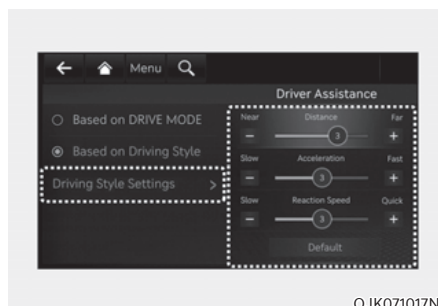 Menu
Driver Assistance
Based on DRIVE MODE
Based on Driving Style
Driving Style Settings >
Near Distance Far
− 3 +
Slow Acceleration Fast
− 3 +
Slow Reaction Speed Quick
− 3 +
Default
OJK071017N